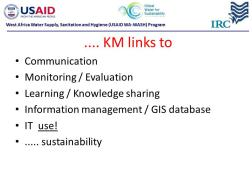 USAID
FROM THE AMERICAN PEOPLE
Global
Water for
Sustainability
West Africa Water Supply, Sanitation and Hygiene (USAID WA-WASH) Program
IRC
.... KM links to
• Communication
• Monitoring / Evaluation
• Learning / Knowledge sharing
• Information management / GIS database
• IT use!
• ..... sustainability